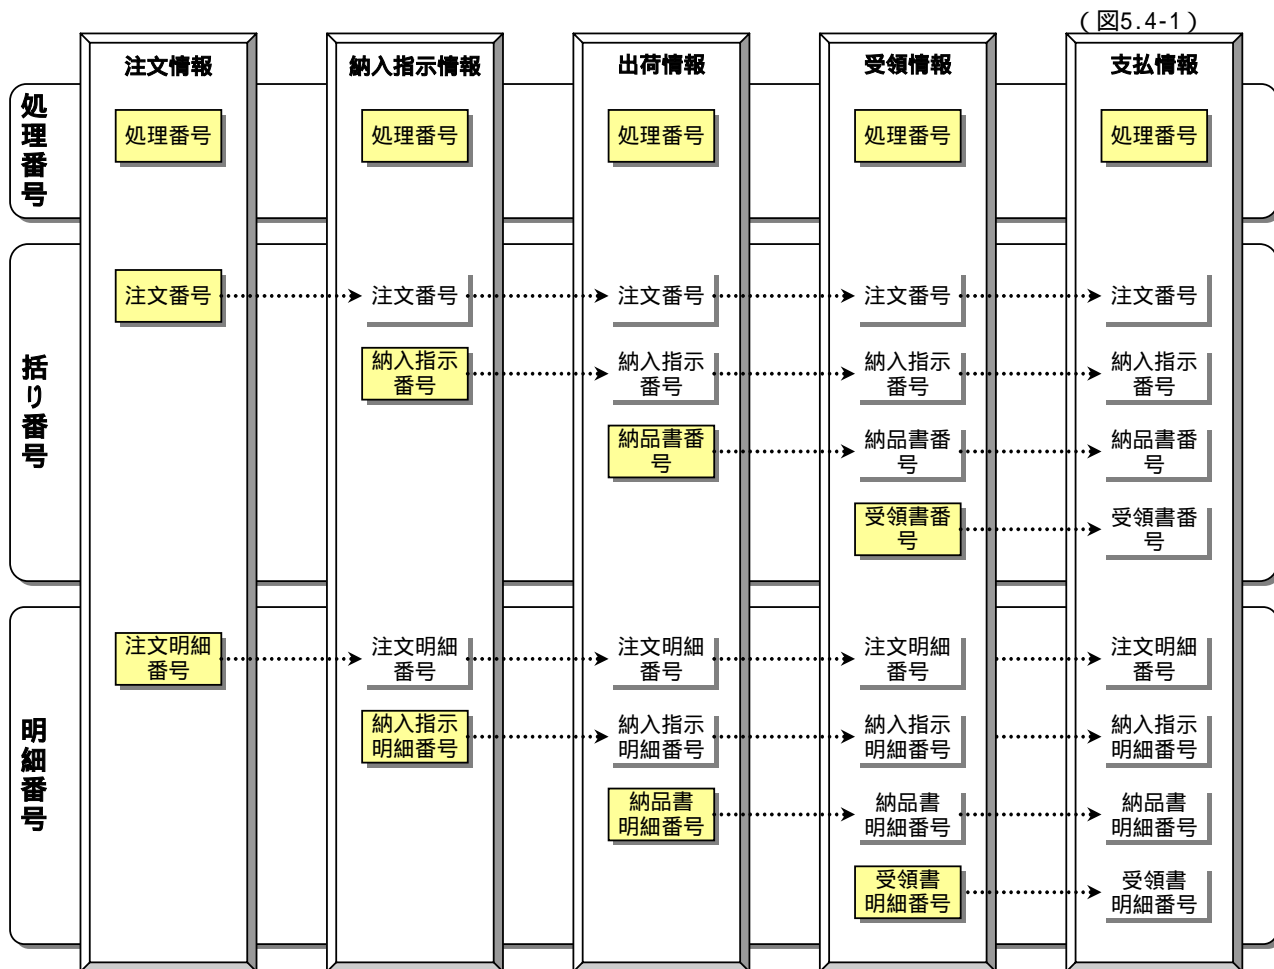 （図5.4-1）
注文情報
納入指示情報
出荷情報
受領情報
支払情報
処理番号
処理番号
処理番号
処理番号
処理番号
処理番号
括り番号
注文番号
注文番号
注文番号
注文番号
注文番号
納入指示
番号
納入指示
番号
納入指示
番号
納入指示
番号
納品書番
号
納品書番
号
納品書番
号
受領書番
号
受領書番
号
明細番号
注文明細
番号
注文明細
番号
注文明細
番号
注文明細
番号
注文明細
番号
納入指示
明細番号
納入指示
明細番号
納入指示
明細番号
納入指示
明細番号
納品書
明細番号
納品書
明細番号
納品書
明細番号
受領書
明細番号
受領書
明細番号